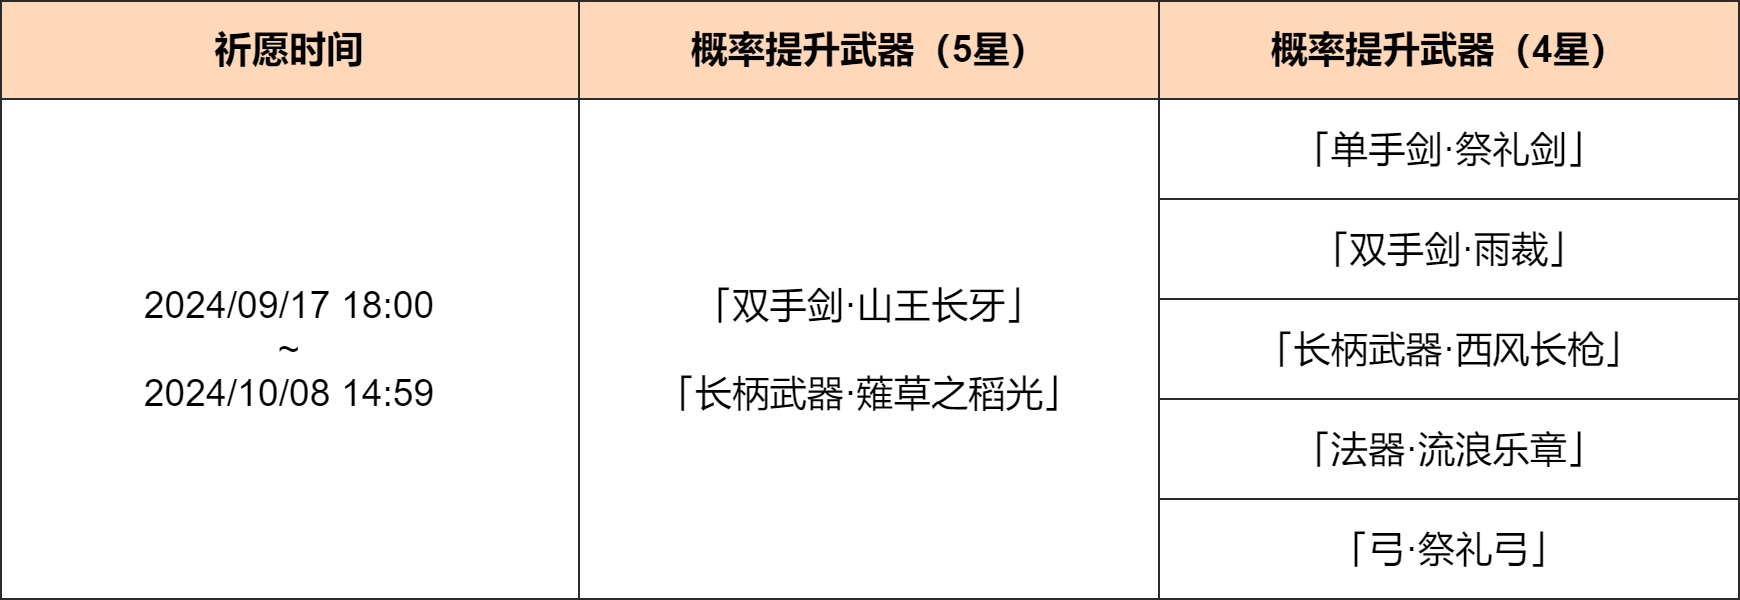 祈愿时间
概率提升武器（5星）
概率提升武器（4星）
2024/09/17 18:00
~
2024/10/08 14:59
「双手剑·山王长牙」
「长柄武器·薙草之稻光」
「单手剑·祭礼剑」
「双手剑·雨裁」
「长柄武器·西风长枪」
「法器·流浪乐章」
「弓·祭礼弓」